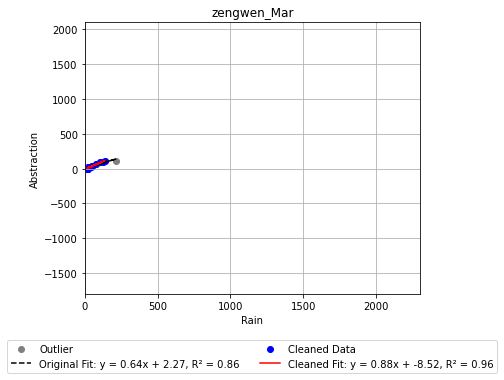 zengwen_Mar
2000
1500
1000
500
0
−500
−1000
−1500
Abstraction
0 500 1000 1500 2000
Rain
Outlier Cleaned Data
Original Fit: y = 0.64x + 2.27, R² = 0.86 Cleaned Fit: y = 0.88x + -8.52, R² = 0.96